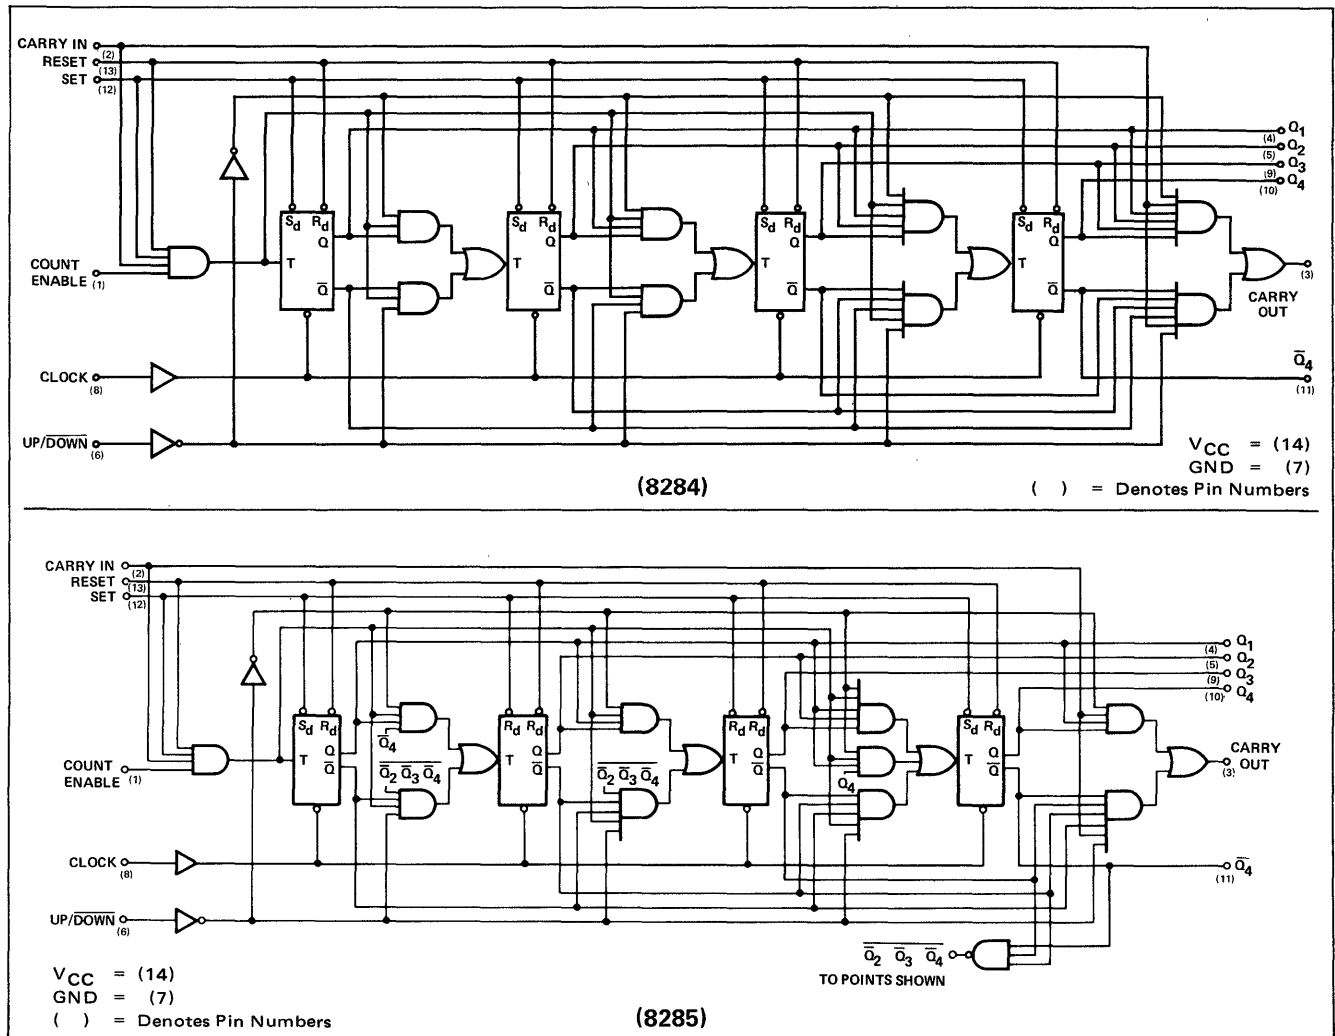 CARRY IN
(2)
RESET
(13)
SET
(12)
Q1
(4)
Q2
(5)
Q3
(9)
Q4
(10)
Sd Rd
Q
T
Q̅
Sd Rd
Q
T
Q̅
Sd Rd
Q
T
Q̅
Sd Rd
Q
T
Q̅
COUNT
ENABLE
(1)
(3)
CARRY
OUT
CLOCK
(8)
Q̅4
(11)
UP/D̅O̅W̅N̅
(6)
VCC = (14)
GND = (7)
( ) = Denotes Pin Numbers
(8284)
CARRY IN
(2)
RESET
(13)
SET
(12)
Q1
(4)
Q2
(5)
Q3
(9)
Q4
(10)
Sd Rd
Q
T
Q̅
Rd Rd
Q
T
Q̅
Rd Rd
Q
T
Q̅
Sd Rd
Q
T
Q̅
Q̅4
Q̅2 Q̅3 Q̅4
Q̅2 Q̅3 Q̅4
Q4
COUNT
ENABLE
(1)
CARRY
OUT
(3)
CLOCK
(8)
Q̅4
(11)
UP/D̅O̅W̅N̅
(6)
Q̅2 Q̅3 Q̅4
TO POINTS SHOWN
VCC = (14)
GND = (7)
( ) = Denotes Pin Numbers
(8285)